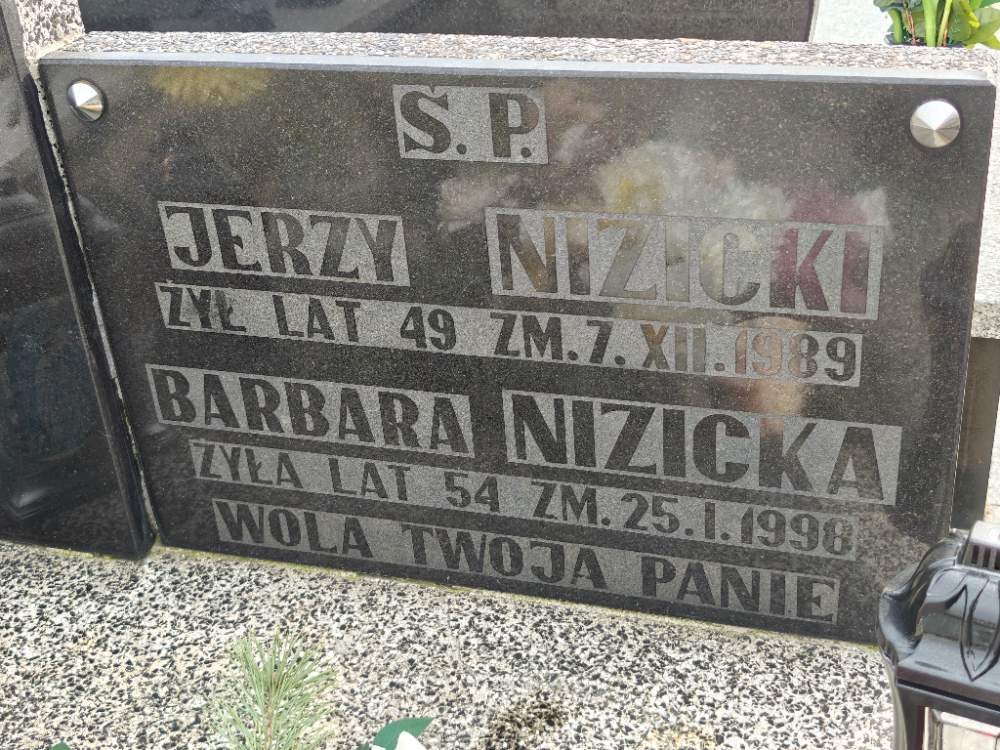 Ś. P.
JERZY NIZICKI
ŻYŁ LAT 49 ZM. 7. XII. 1989
BARBARA NIZICKA
ŻYŁA LAT 54 ZM. 25. I. 1998
WOLA TWOJA PANIE